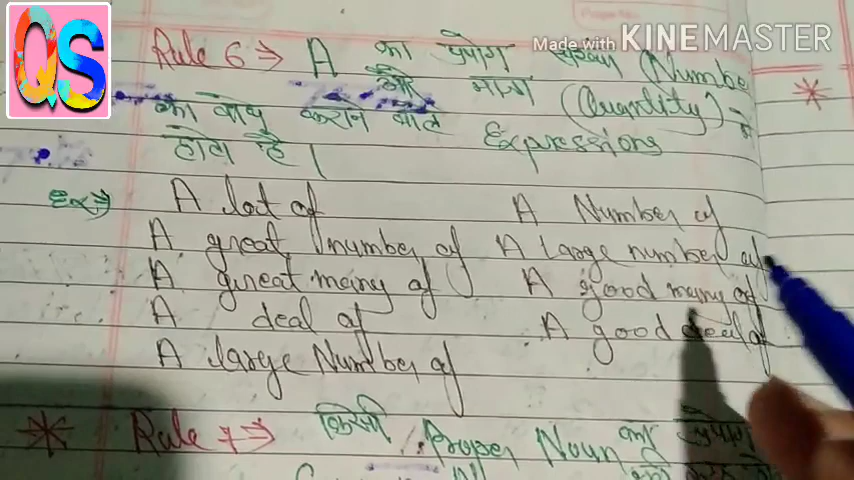 QS
Made with KINEMASTER
Rule 6 ⇒ A का प्रयोग संख्या (Number
और मात्रा (Quantity) में
का बोध कराने वाले Expressions
होता है।
Ex ⇒ A lot of A Number of
A great number of A large number of
A great many of A good many of
A deal of A good deal of
A large Number of
* Rule 7 ⇒ किसी Proper Noun का प्रयोग